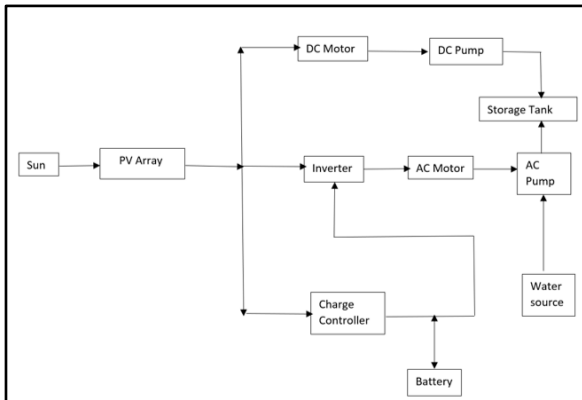 DC Motor
DC Pump
Storage Tank
Sun
PV Array
Inverter
AC Motor
AC
Pump
Water
source
Charge
Controller
Battery